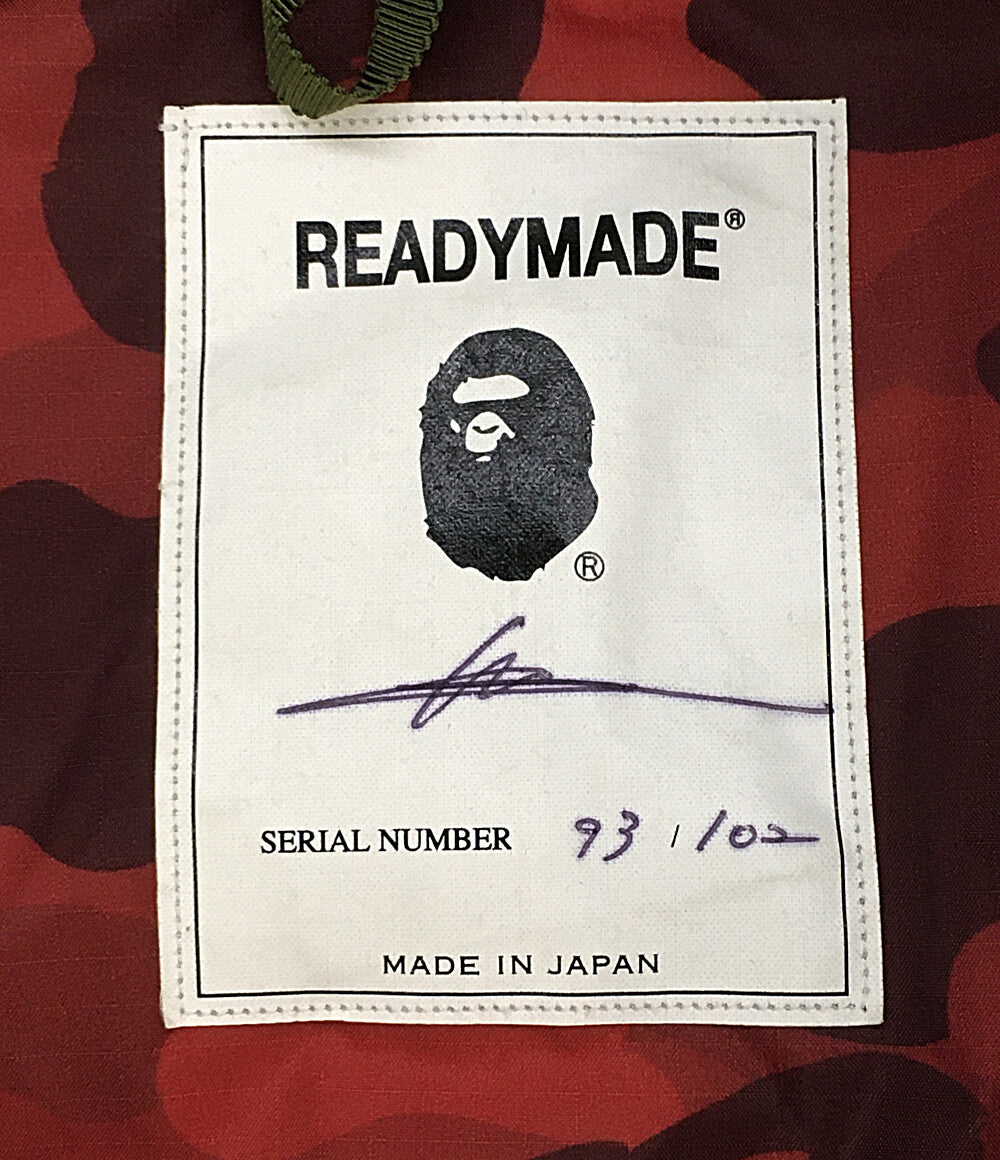 READYMADE®
®
SERIAL NUMBER 93 / 102
MADE IN JAPAN